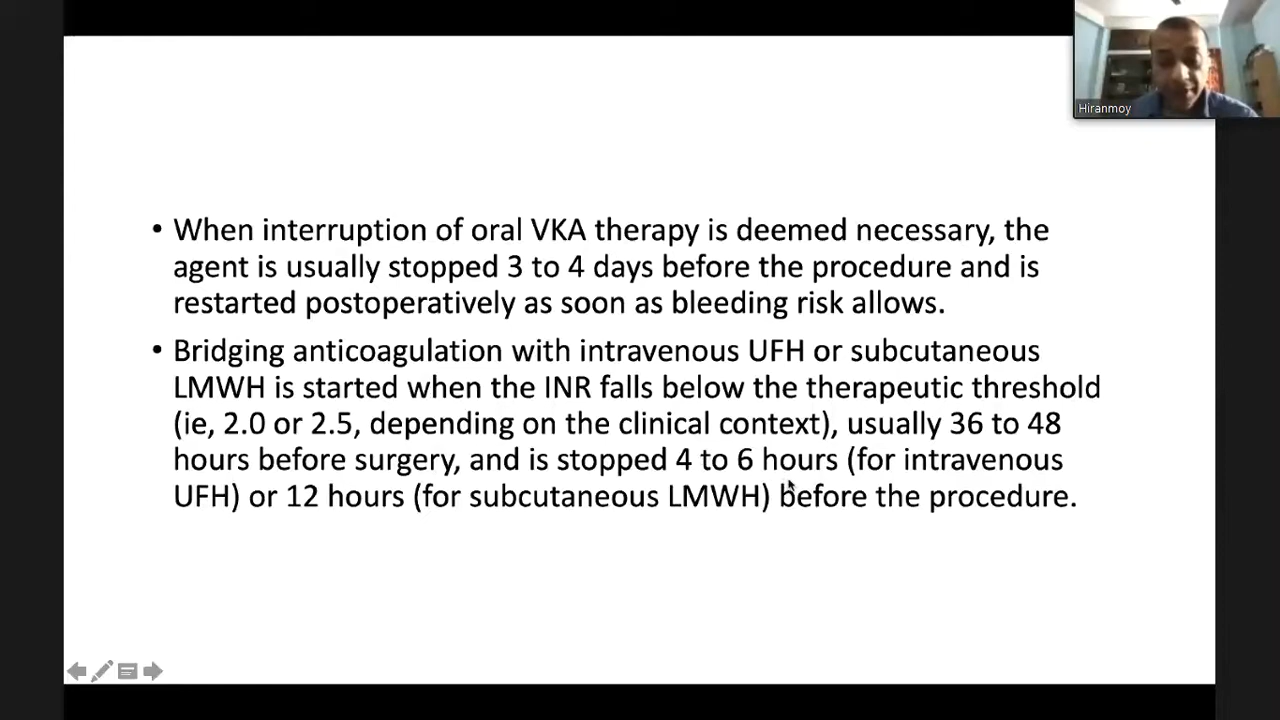 Hiranmoy
• When interruption of oral VKA therapy is deemed necessary, the
agent is usually stopped 3 to 4 days before the procedure and is
restarted postoperatively as soon as bleeding risk allows.
• Bridging anticoagulation with intravenous UFH or subcutaneous
LMWH is started when the INR falls below the therapeutic threshold
(ie, 2.0 or 2.5, depending on the clinical context), usually 36 to 48
hours before surgery, and is stopped 4 to 6 hours (for intravenous
UFH) or 12 hours (for subcutaneous LMWH) before the procedure.